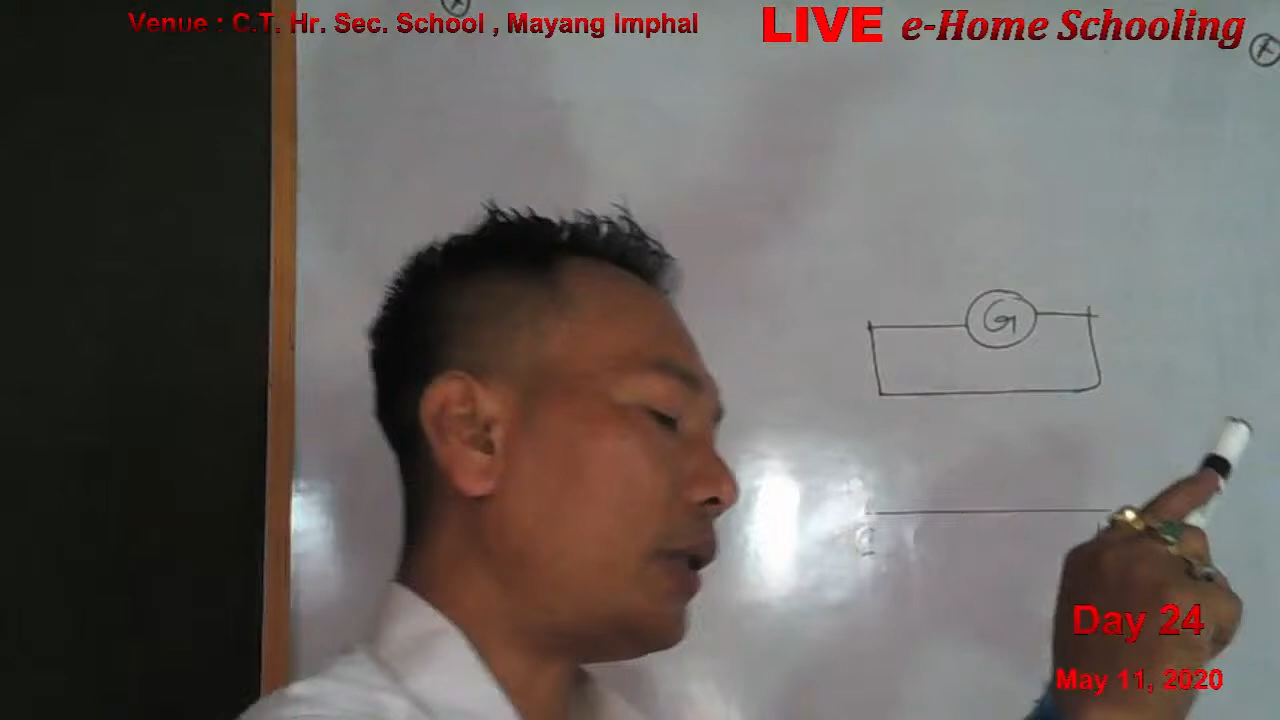 Venue : C.T. Hr. Sec. School , Mayang Imphal
LIVE e-Home Schooling
G
Day 24
May 11, 2020